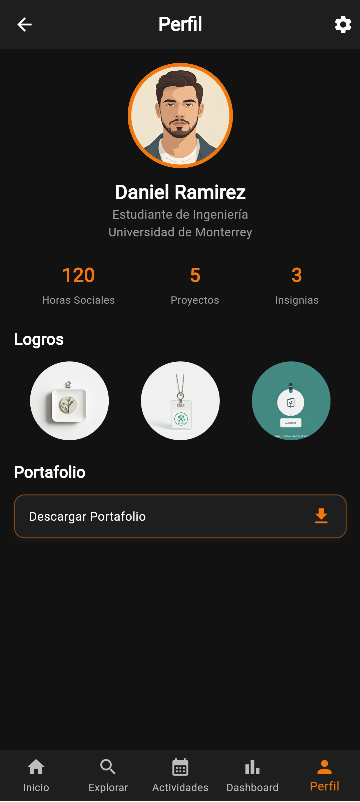 Perfil
Daniel Ramirez
Estudiante de Ingeniería
Universidad de Monterrey
120
5
3
Horas Sociales
Proyectos
Insignias
Logros
Portafolio
Descargar Portafolio
Inicio
Explorar
Actividades
Dashboard
Perfil